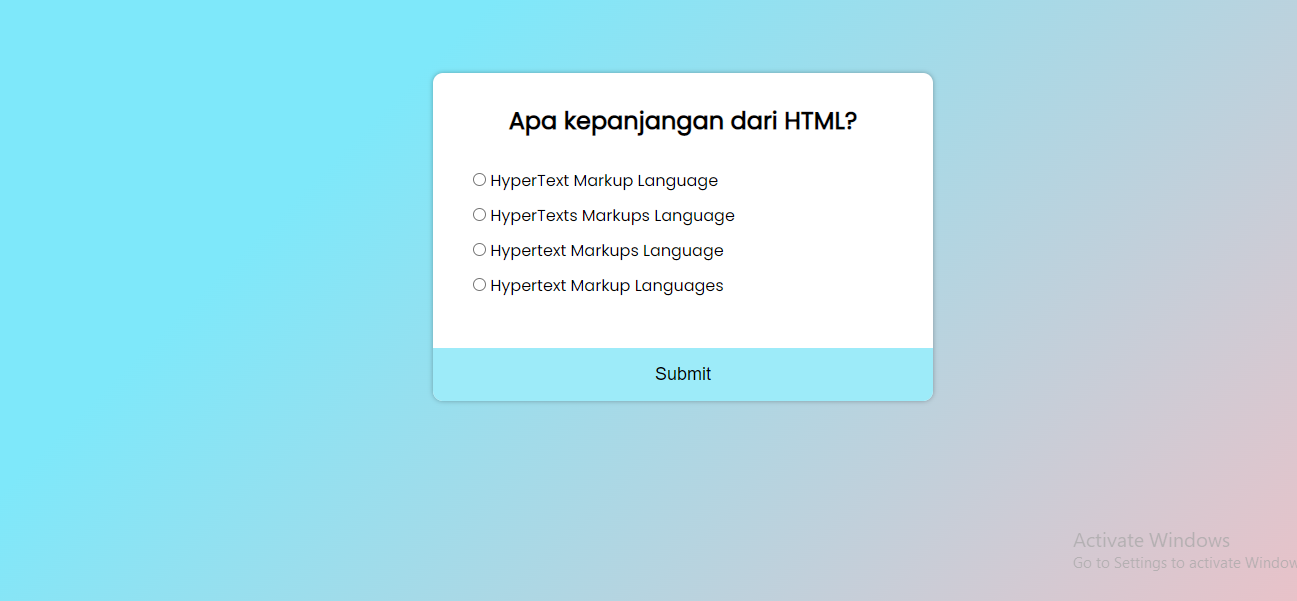 Apa kepanjangan dari HTML?
HyperText Markup Language
HyperTexts Markups Language
Hypertext Markups Language
Hypertext Markup Languages
Submit
Activate Windows
Go to Settings to activate Window